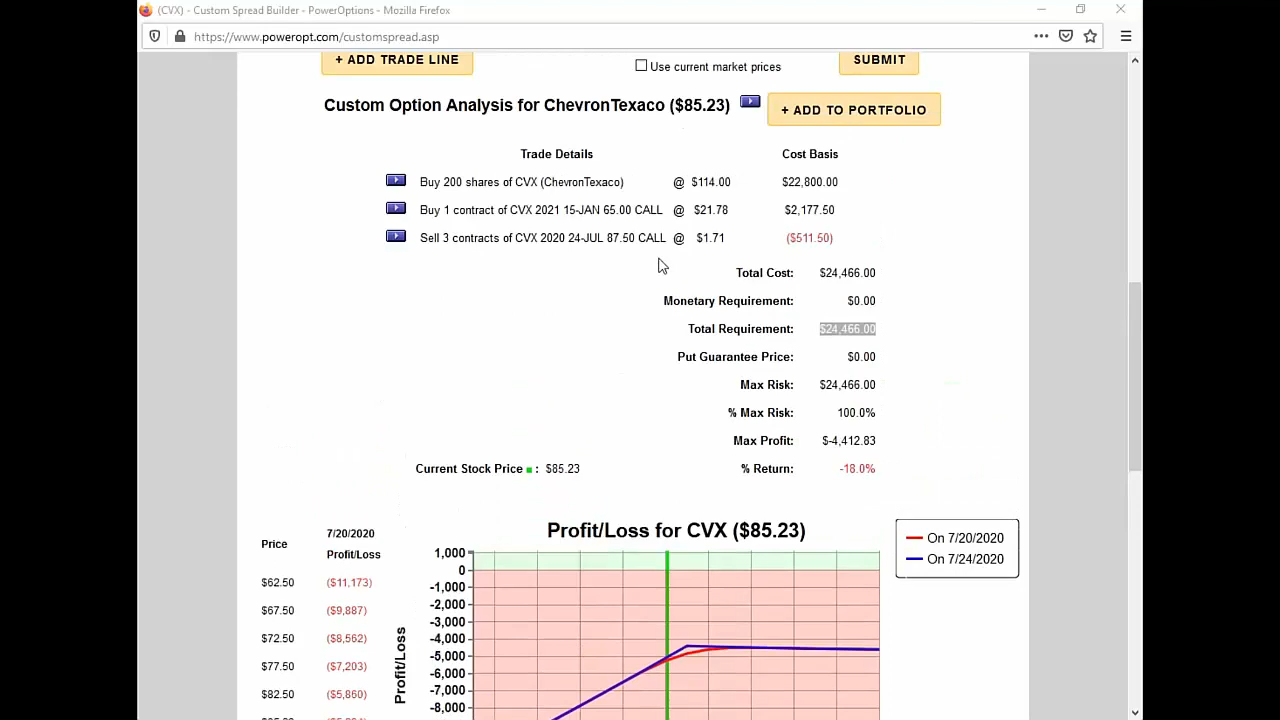 (CVX) - Custom Spread Builder - PowerOptions - Mozilla Firefox
https://www.poweropt.com/customspread.asp
+ ADD TRADE LINE
Use current market prices
SUBMIT
Custom Option Analysis for ChevronTexaco ($85.23)
+ ADD TO PORTFOLIO
Trade Details Cost Basis
Buy 200 shares of CVX (ChevronTexaco) @ $114.00 $22,800.00
Buy 1 contract of CVX 2021 15-JAN 65.00 CALL @ $21.78 $2,177.50
Sell 3 contracts of CVX 2020 24-JUL 87.50 CALL @ $1.71 ($511.50)
Total Cost: $24,466.00
Monetary Requirement: $0.00
Total Requirement: $24,466.00
Put Guarantee Price: $0.00
Max Risk: $24,466.00
% Max Risk: 100.0%
Max Profit: $-4,412.83
Current Stock Price : $85.23
% Return: -18.0%
Price
7/20/2020
Profit/Loss
$62.50 ($11,173)
$67.50 ($9,887)
$72.50 ($8,562)
$77.50 ($7,203)
$82.50 ($5,860)
Profit/Loss for CVX ($85.23)
Profit/Loss
1,000
0
-1,000
-2,000
-3,000
-4,000
-5,000
-6,000
-7,000
-8,000
On 7/20/2020
On 7/24/2020